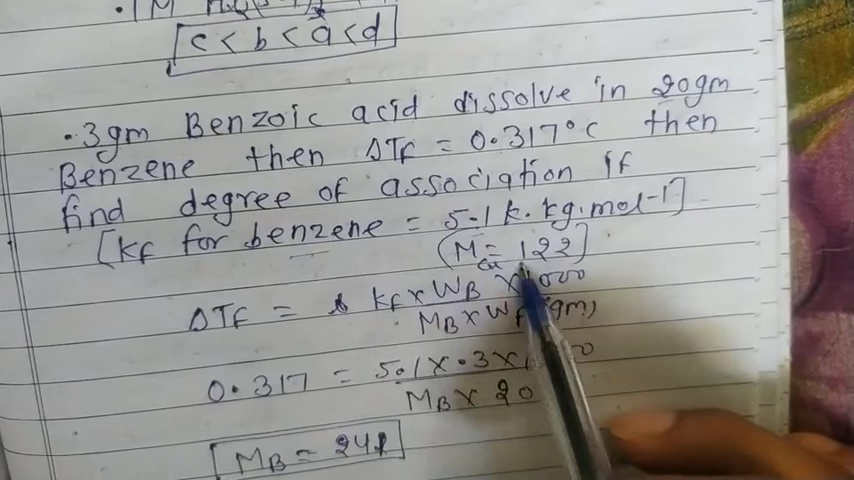 [c < b < a < d]
.3gm Benzoic acid dissolve in 20gm
Benzene then ΔTf = 0.317°c then
find degree of association if
[kf for benzene = 5.1 k.kg.mol-1]
(M = 122]
ΔTf = kf x WB x 1000
MB x W gm)
0.317 = 5.1 x .3 x
MB x 20
MB = 241